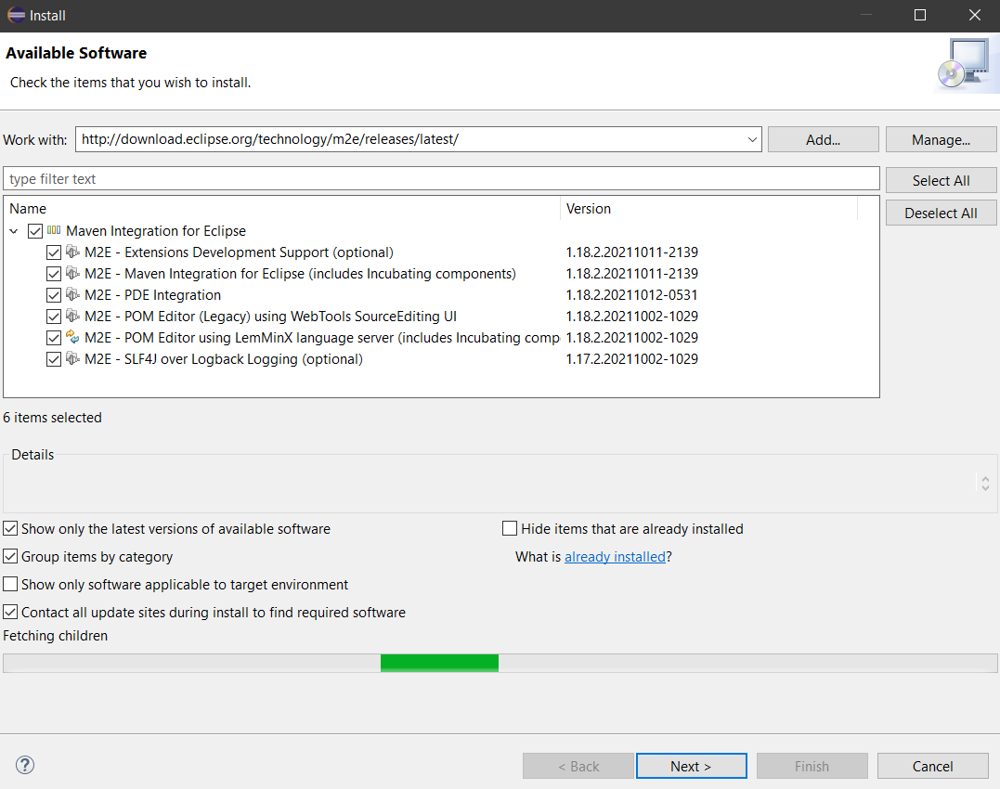 Install
Available Software
Check the items that you wish to install.
Work with: http://download.eclipse.org/technology/m2e/releases/latest/ Add... Manage...
type filter text Select All
Deselect All
Name Version
Maven Integration for Eclipse
M2E - Extensions Development Support (optional) 1.18.2.20211011-2139
M2E - Maven Integration for Eclipse (includes Incubating components) 1.18.2.20211011-2139
M2E - PDE Integration 1.18.2.20211012-0531
M2E - POM Editor (Legacy) using WebTools SourceEditing UI 1.18.2.20211002-1029
M2E - POM Editor using LemMinX language server (includes Incubating comp 1.18.2.20211002-1029
M2E - SLF4J over Logback Logging (optional) 1.17.2.20211002-1029
6 items selected
Details
Show only the latest versions of available software Hide items that are already installed
Group items by category What is already installed?
Show only software applicable to target environment
Contact all update sites during install to find required software
Fetching children
? < Back Next > Finish Cancel